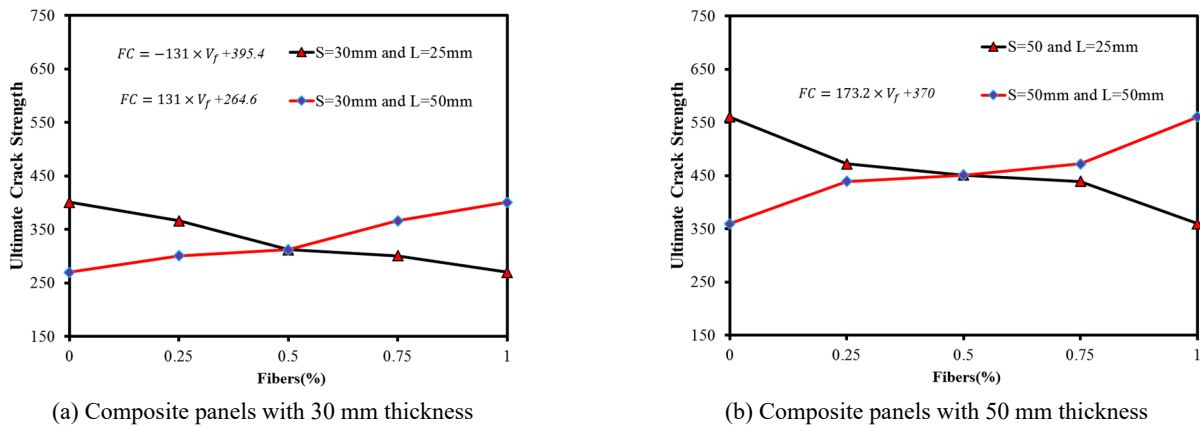 750
650
550
450
350
250
150
Ultimate Crack Strength
FC = −131 × V_f +395.4
FC = 131 × V_f +264.6
S=30mm and L=25mm
S=30mm and L=50mm
0 0.25 0.5 0.75 1
Fibers(%)
(a) Composite panels with 30 mm thickness
750
650
550
450
350
250
150
Ultimate Crack Strength
S=50 and L=25mm
FC = 173.2 × V_f +370
S=50mm and L=50mm
0 0.25 0.5 0.75 1
Fibers(%)
(b) Composite panels with 50 mm thickness